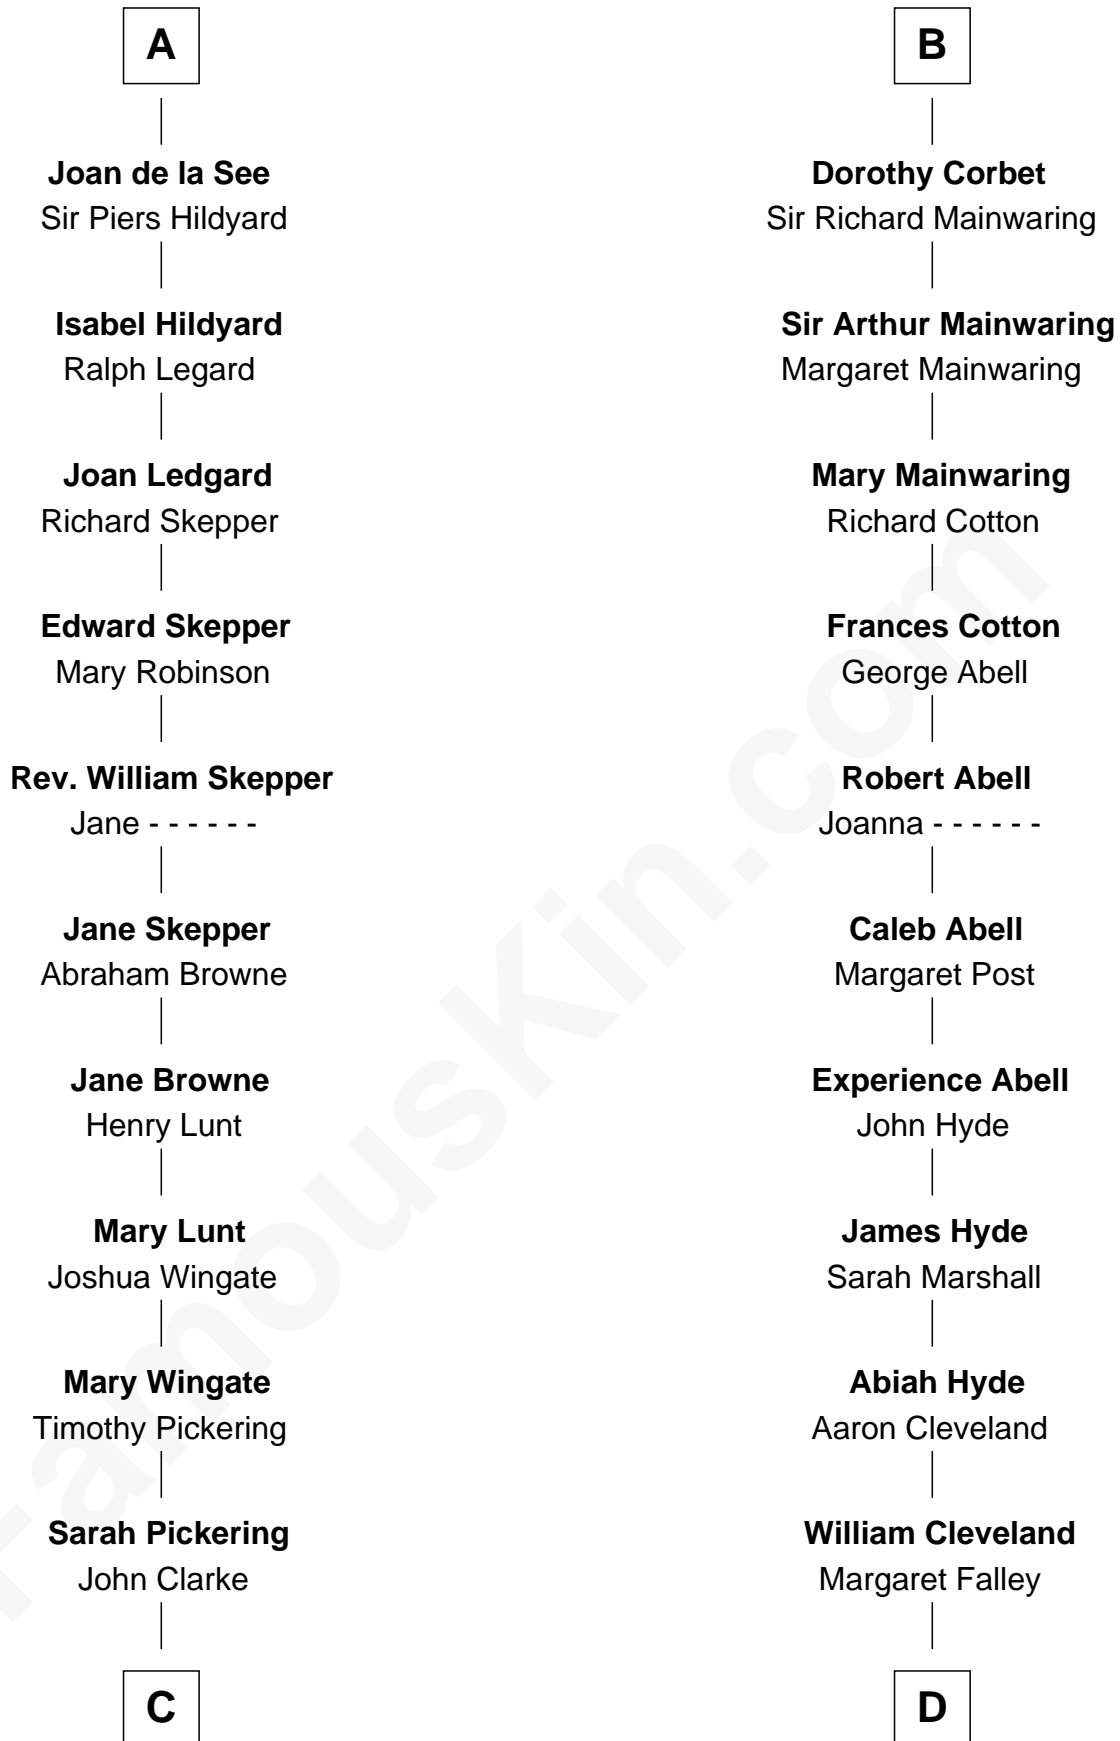 A
Joan de la See
Sir Piers Hildyard
Isabel Hildyard
Ralph Legard
Joan Ledgard
Richard Skepper
Edward Skepper
Mary Robinson
Rev. William Skepper
Jane - - - - - -
Jane Skepper
Abraham Browne
Jane Browne
Henry Lunt
Mary Lunt
Joshua Wingate
Mary Wingate
Timothy Pickering
Sarah Pickering
John Clarke
C
B
Dorothy Corbet
Sir Richard Mainwaring
Sir Arthur Mainwaring
Margaret Mainwaring
Mary Mainwaring
Richard Cotton
Frances Cotton
George Abell
Robert Abell
Joanna - - - - - -
Caleb Abell
Margaret Post
Experience Abell
John Hyde
James Hyde
Sarah Marshall
Abiah Hyde
Aaron Cleveland
William Cleveland
Margaret Falley
D
FamousKin.com